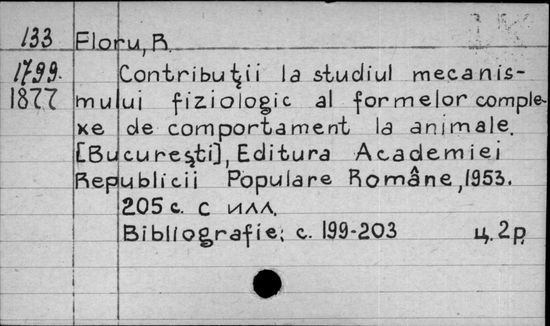 133 Floru, R.
1799. Contribuţii la studiul mecanis-
1877 mului fiziologic al formelor comple-
xe de comportament la animale.
[Bucureşti], Editura Academiei
Republicii Populare Române, 1953.
205 с. с илл.
Bibliografie: с. 199-203 ц. 2 р.